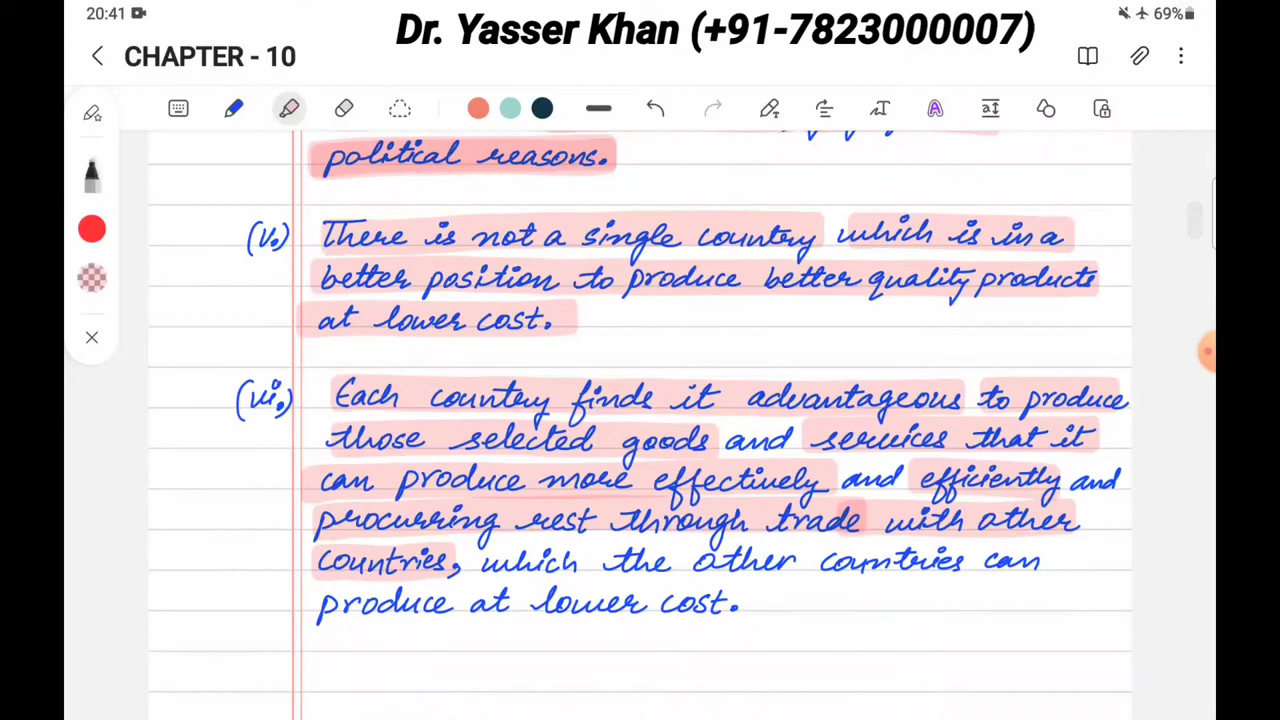 20:41
69%
Dr. Yasser Khan (+91-7823000007)
CHAPTER - 10
political reasons.
(v.) There is not a single country which is in a
better position to produce better quality products
at lower cost.
(vi.) Each country finds it advantageous to produce
those selected goods and services that it
can produce more effectively and efficiently and
procurring rest through trade with other
countries, which the other countries can
produce at lower cost.